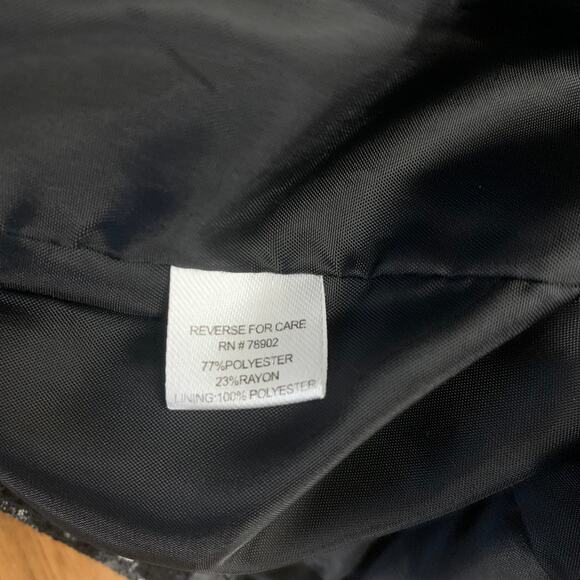 REVERSE FOR CARE
RN # 78902
77%POLYESTER
23%RAYON
LINING:100% POLYESTER